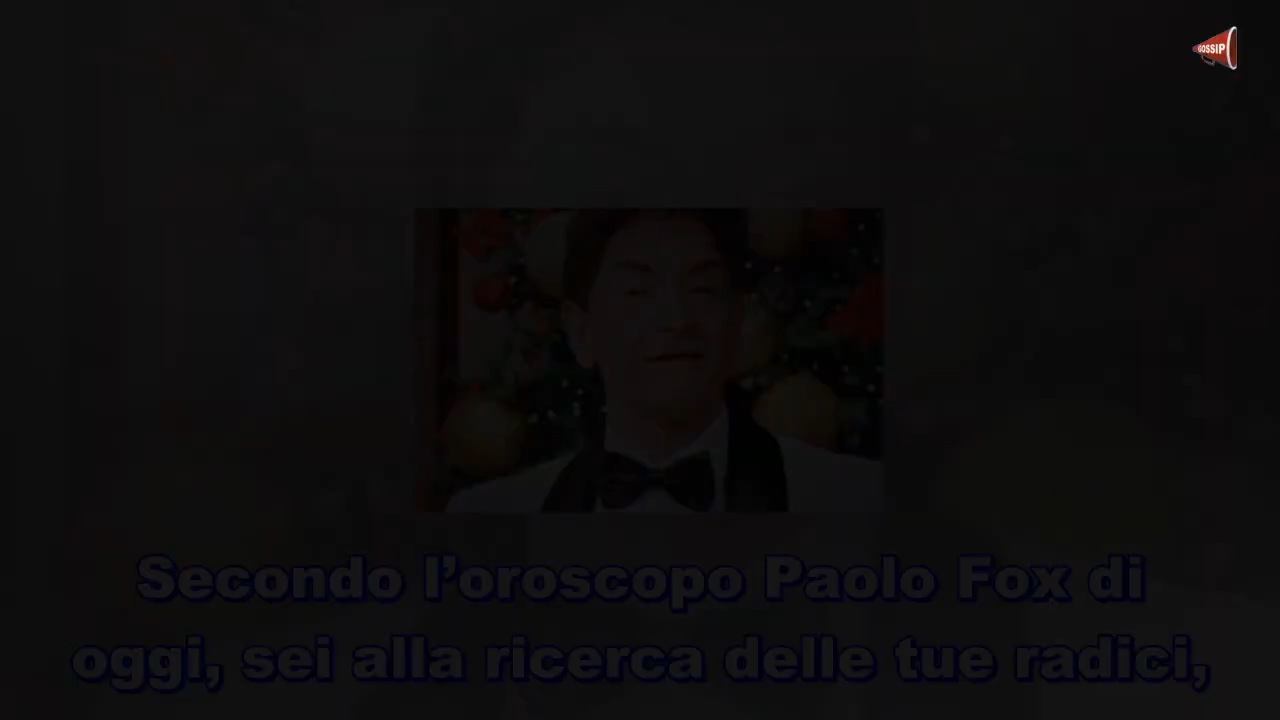 GOSSIP
Secondo l’oroscopo Paolo Fox di
oggi, sei alla ricerca delle tue radici,